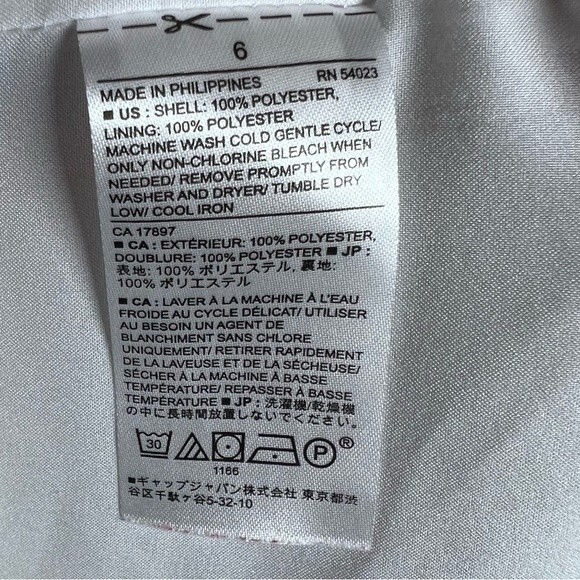 6
MADE IN PHILIPPINES RN 54023
■ US : SHELL: 100% POLYESTER,
LINING: 100% POLYESTER
MACHINE WASH COLD GENTLE CYCLE/
ONLY NON-CHLORINE BLEACH WHEN
NEEDED/ REMOVE PROMPTLY FROM
WASHER AND DRYER/ TUMBLE DRY
LOW/ COOL IRON
CA 17897
■ CA : EXTÉRIEUR: 100% POLYESTER,
DOUBLURE: 100% POLYESTER ■ JP :
表地: 100% ポリエステル, 裏地:
100% ポリエステル
■ CA : LAVER À LA MACHINE À L'EAU
FROIDE AU CYCLE DÉLICAT/ UTILISER
AU BESOIN UN AGENT DE
BLANCHIMENT SANS CHLORE
UNIQUEMENT/ RETIRER RAPIDEMENT
DE LA LAVEUSE ET DE LA SÉCHEUSE/
SÉCHER À LA MACHINE À BASSE
TEMPÉRATURE/ REPASSER À BASSE
TEMPÉRATURE ■ JP : 洗濯機/乾燥機
の中に長時間放置しないでください.
30 P ®
1166
■ギャップジャパン株式会社 東京都渋
谷区千駄ヶ谷5-32-10